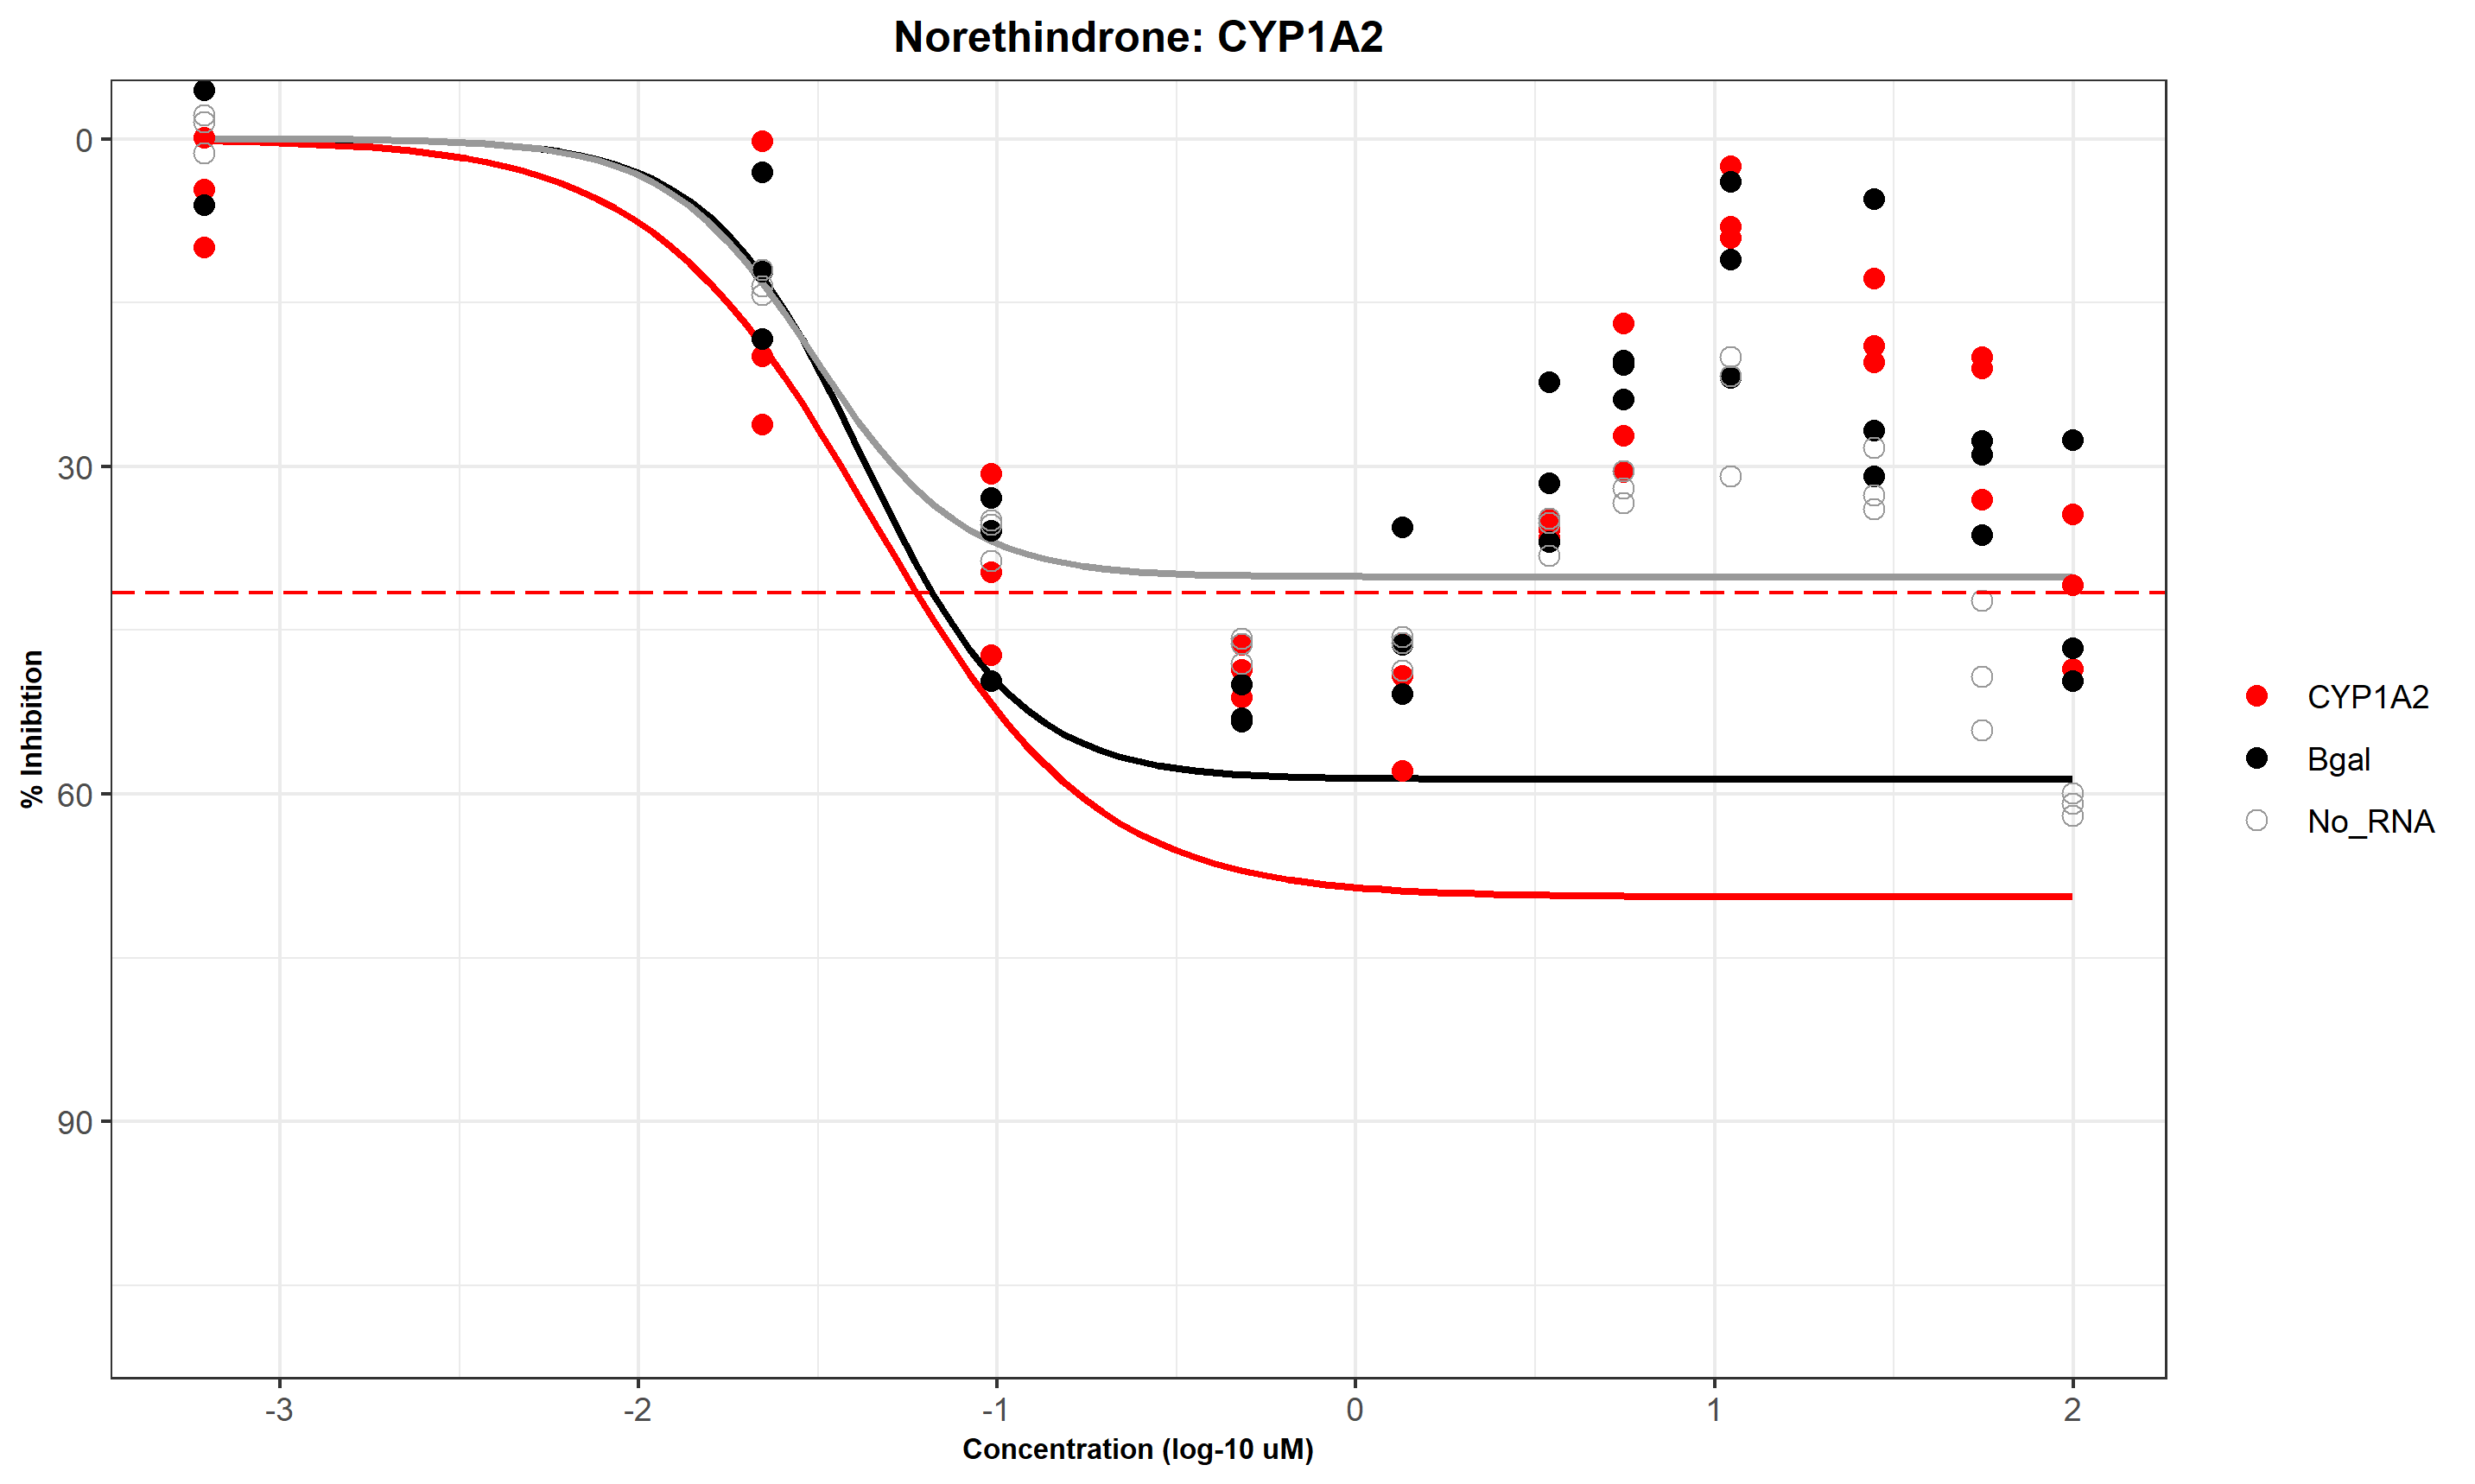 Norethindrone: CYP1A2
% Inhibition
0
30
60
90
-3
-2
-1
0
1
2
Concentration (log-10 uM)
CYP1A2
Bgal
No_RNA